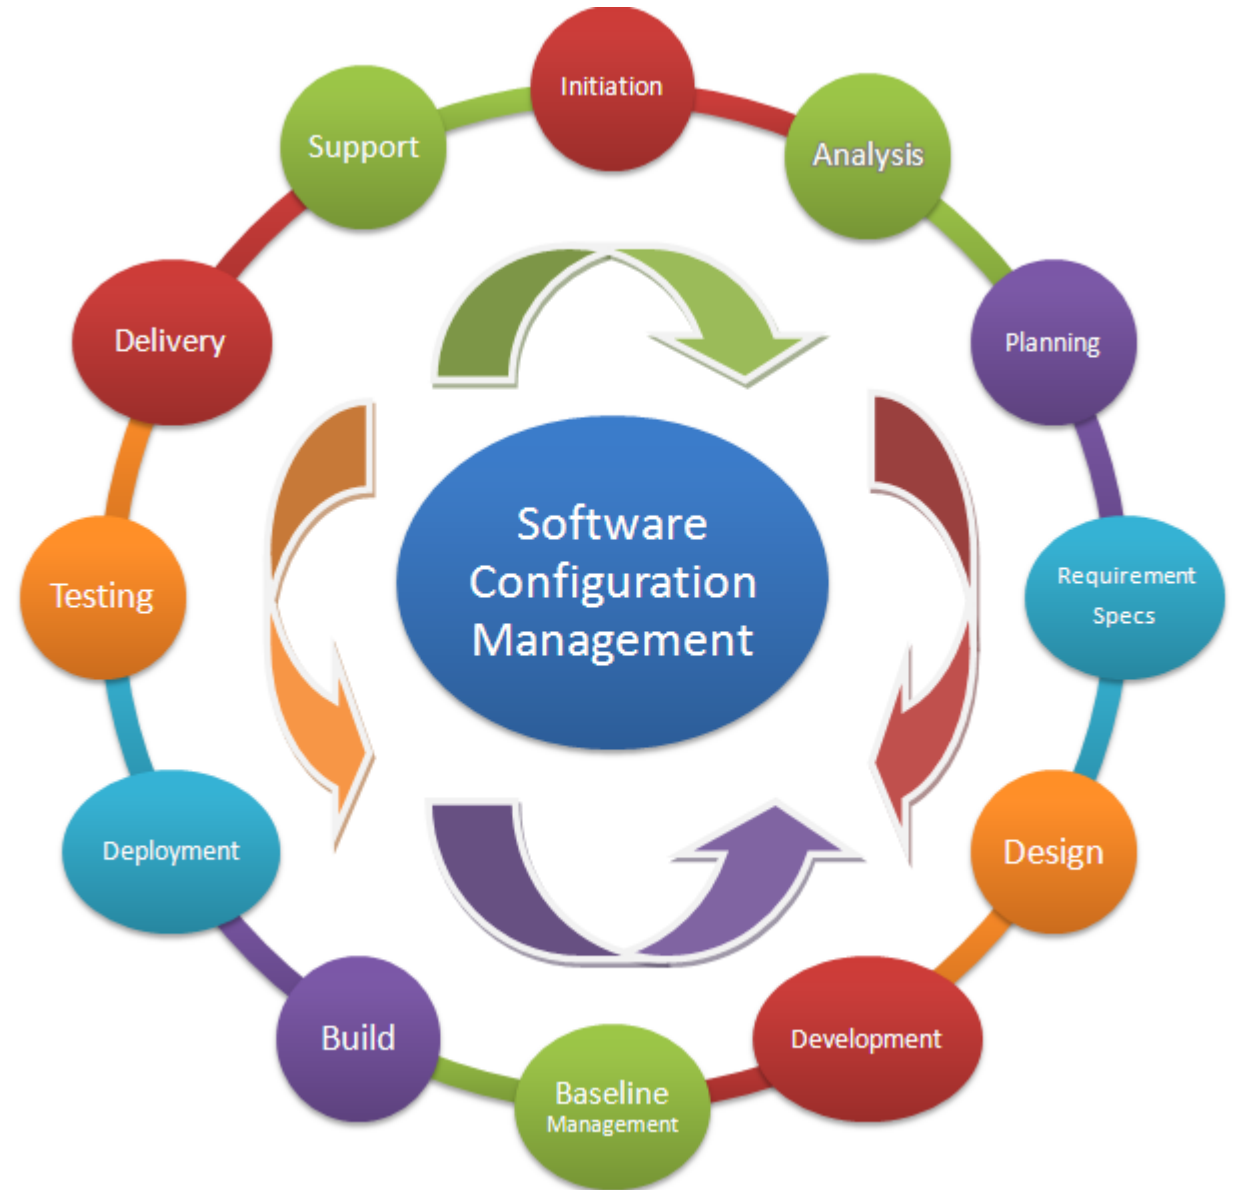 Initiation
Analysis
Planning
Requirement
Specs
Design
Development
Baseline
Management
Build
Deployment
Testing
Delivery
Support
Software
Configuration
Management